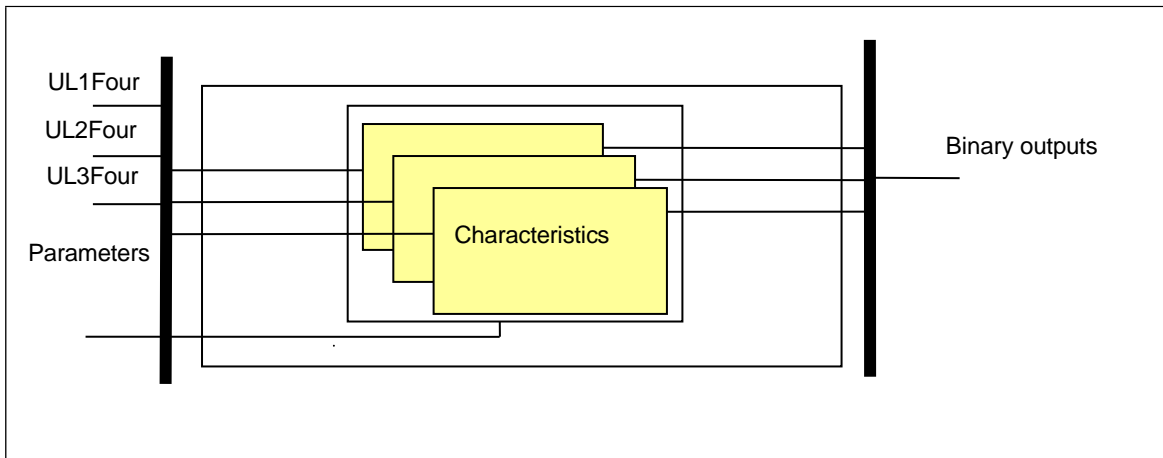 UL1Four
UL2Four
UL3Four
Parameters
Characteristics
Binary outputs